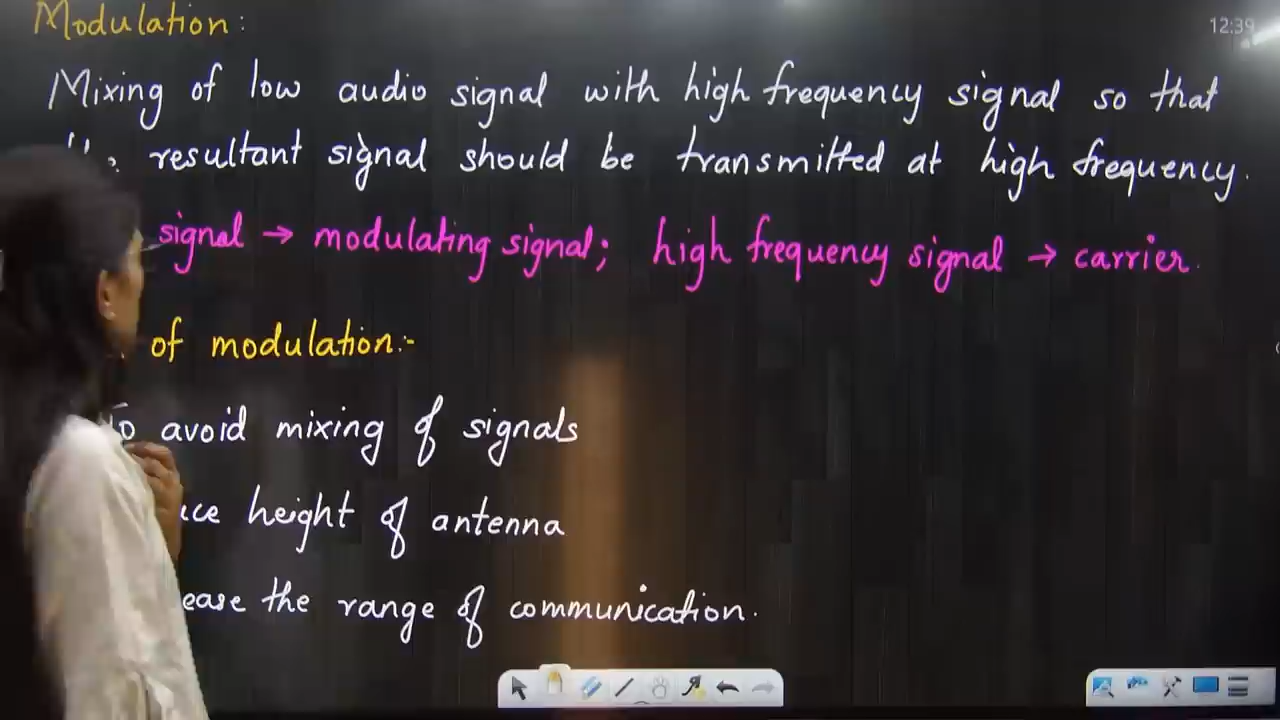 Modulation:
12:39
Mixing of low audio signal with high frequency signal so that
resultant signal should be transmitted at high frequency.
signal → modulating signal; high frequency signal → carrier.
of modulation:-
To avoid mixing of signals
height of antenna
the range of communication.